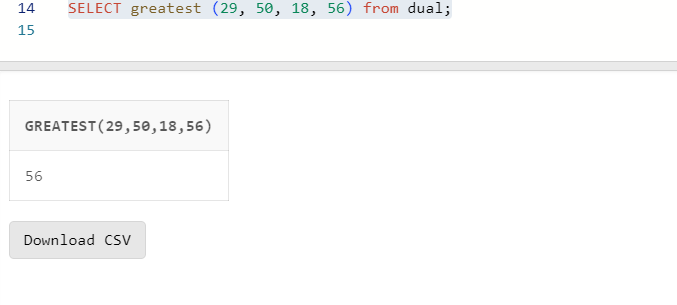 14 SELECT greatest (29, 50, 18, 56) from dual;
15
GREATEST(29,50,18,56)
56
Download CSV